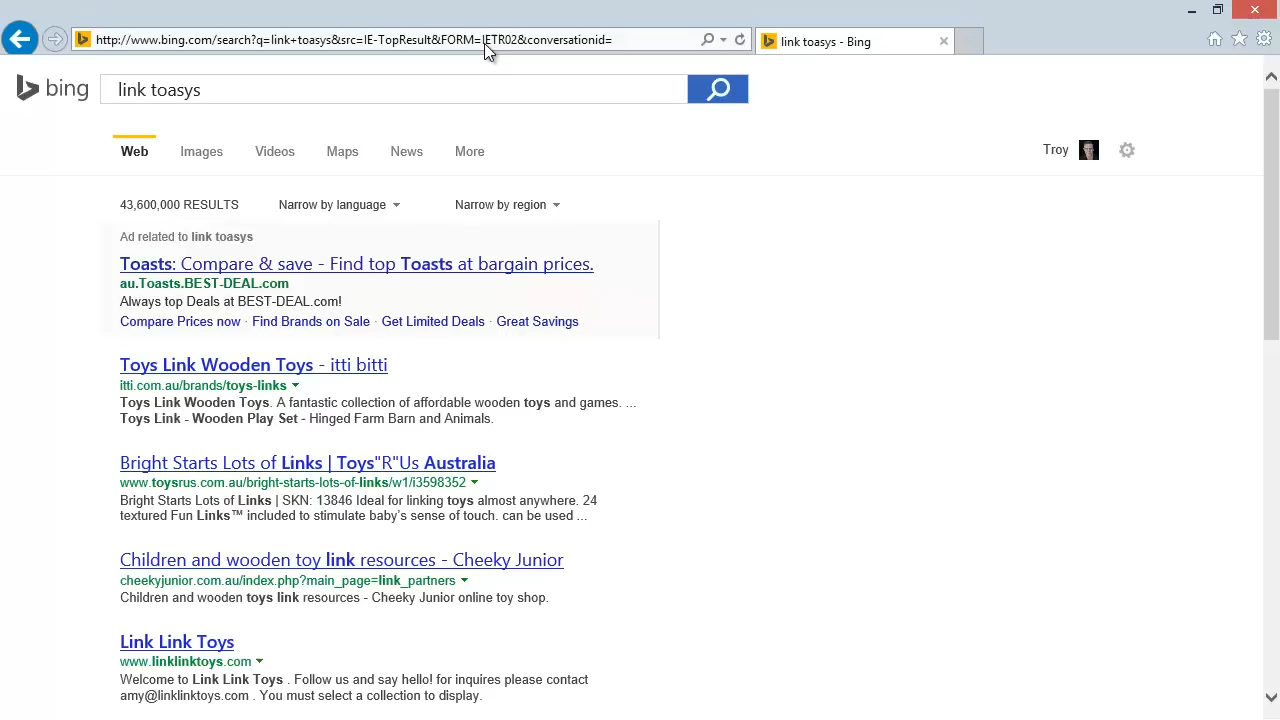 http://www.bing.com/search?q=link+toasys&src=IE-TopResult&FORM=IETR02&conversationid=
link toasys - Bing
bing
link toasys
Web
Images
Videos
Maps
News
More
Troy
43,600,000 RESULTS
Narrow by language
Narrow by region
Ad related to link toasys
Toasts: Compare & save - Find top Toasts at bargain prices.
au.Toasts.BEST-DEAL.com
Always top Deals at BEST-DEAL.com!
Compare Prices now · Find Brands on Sale · Get Limited Deals · Great Savings
Toys Link Wooden Toys - itti bitti
itti.com.au/brands/toys-links
Toys Link Wooden Toys. A fantastic collection of affordable wooden toys and games. ...
Toys Link - Wooden Play Set - Hinged Farm Barn and Animals.
Bright Starts Lots of Links | Toys"R"Us Australia
www.toysrus.com.au/bright-starts-lots-of-links/w1/i3598352
Bright Starts Lots of Links | SKN: 13846 Ideal for linking toys almost anywhere. 24
textured Fun Links™ included to stimulate baby's sense of touch. can be used ...
Children and wooden toy link resources - Cheeky Junior
cheekyjunior.com.au/index.php?main_page=link_partners
Children and wooden toys link resources - Cheeky Junior online toy shop.
Link Link Toys
www.linklinktoys.com
Welcome to Link Link Toys . Follow us and say hello! for inquires please contact
amy@linklinktoys.com . You must select a collection to display.